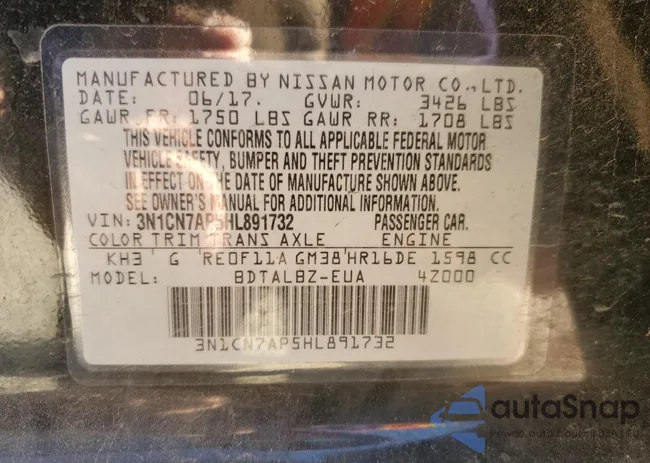 MANUFACTURED BY NISSAN MOTOR CO., LTD.
DATE: 06/17. GVWR: 3426 LBS
GAWR FR: 1750 LBS GAWR RR: 1708 LBS
THIS VEHICLE CONFORMS TO ALL APPLICABLE FEDERAL MOTOR
VEHICLE SAFETY, BUMPER AND THEFT PREVENTION STANDARDS
IN EFFECT ON THE DATE OF MANUFACTURE SHOWN ABOVE.
SEE OWNER'S MANUAL FOR ADDITIONAL INFORMATION.
VIN: 3N1CN7AP5HL891732 PASSENGER CAR.
COLOR TRIM TRANS AXLE ENGINE
KH3 G RE0F11A GM38 HR16DE 1598 CC
MODEL: BDTALBZ-EUA 4Z000
3N1CN7AP5HL891732
autoSnap